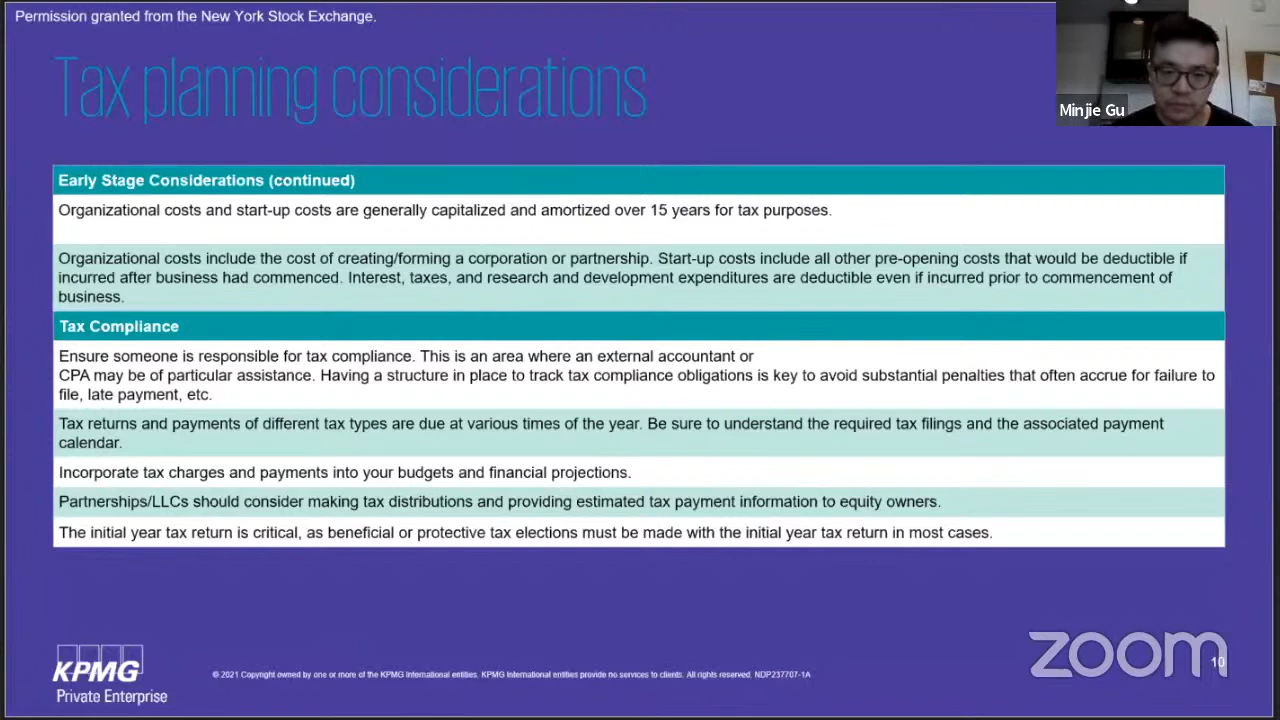 Permission granted from the New York Stock Exchange.
Tax planning considerations
Minjie Gu
Early Stage Considerations (continued)
Organizational costs and start-up costs are generally capitalized and amortized over 15 years for tax purposes.
Organizational costs include the cost of creating/forming a corporation or partnership. Start-up costs include all other pre-opening costs that would be deductible if
incurred after business had commenced. Interest, taxes, and research and development expenditures are deductible even if incurred prior to commencement of
business.
Tax Compliance
Ensure someone is responsible for tax compliance. This is an area where an external accountant or
CPA may be of particular assistance. Having a structure in place to track tax compliance obligations is key to avoid substantial penalties that often accrue for failure to
file, late payment, etc.
Tax returns and payments of different tax types are due at various times of the year. Be sure to understand the required tax filings and the associated payment
calendar.
Incorporate tax charges and payments into your budgets and financial projections.
Partnerships/LLCs should consider making tax distributions and providing estimated tax payment information to equity owners.
The initial year tax return is critical, as beneficial or protective tax elections must be made with the initial year tax return in most cases.
KPMG
Private Enterprise
© 2021 Copyright owned by one or more of the KPMG International entities. KPMG International entities provide no services to clients. All rights reserved. NDP237707-1A
zoom
10